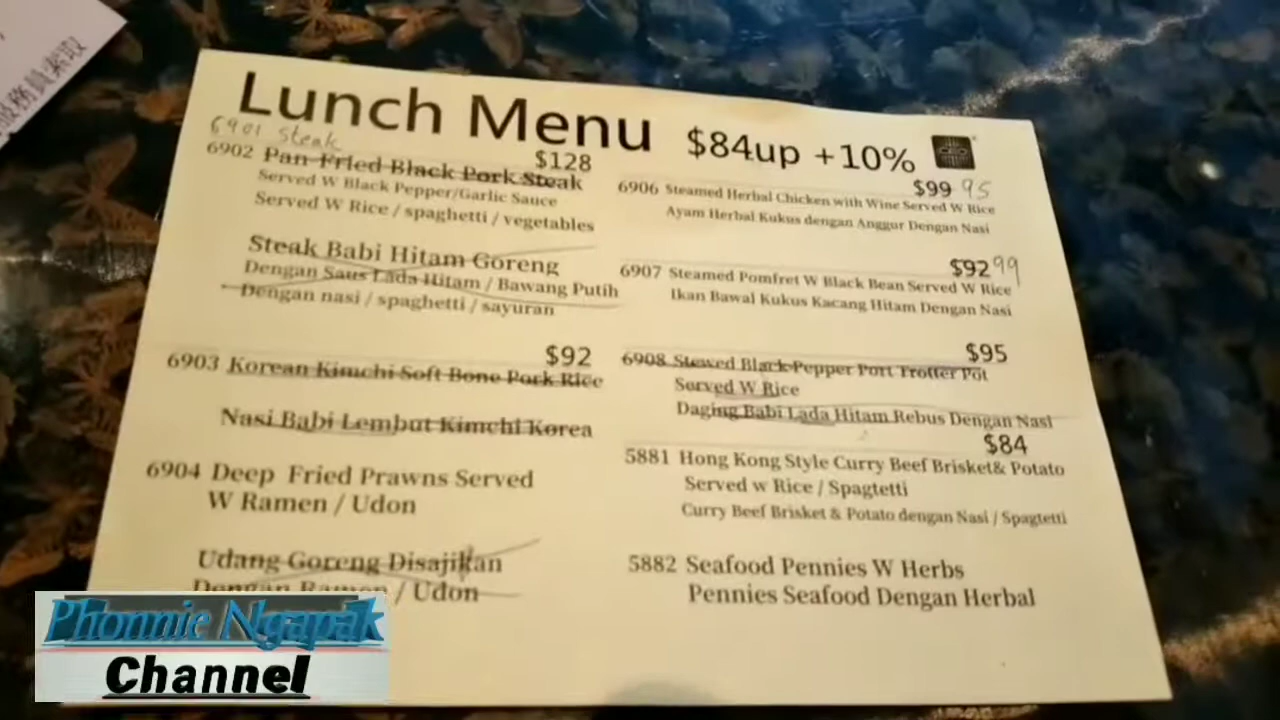 服務員索取
Lunch Menu $84up +10%
6901 Steak
$128
6902 Pan Fried Black Pork Steak
Served W Black Pepper/Garlic Sauce
Served W Rice / spaghetti / vegetables
Steak Babi Hitam Goreng
Dengan Saus Lada Hitam / Bawang Putih
Dengan nasi / spaghetti / sayuran
$92
6903 Korean Kimchi Soft Bone Pork Rice
Nasi Babi Lembut Kimchi Korea
6904 Deep Fried Prawns Served
W Ramen / Udon
Udang Goreng Disajikan
Dengan Ramen / Udon
$99 95
6906 Steamed Herbal Chicken with Wine Served W Rice
Ayam Herbal Kukus dengan Anggur Dengan Nasi
$92 99
6907 Steamed Pomfret W Black Bean Served W Rice
Ikan Bawal Kukus Kacang Hitam Dengan Nasi
$95
6908 Stewed Black Pepper Port Trotter Pot
Served W Rice
Daging Babi Lada Hitam Rebus Dengan Nasi
$84
5881 Hong Kong Style Curry Beef Brisket& Potato
Served w Rice / Spagtetti
Curry Beef Brisket & Potato dengan Nasi / Spagtetti
5882 Seafood Pennies W Herbs
Pennies Seafood Dengan Herbal
Phonnie Ngapak
Channel